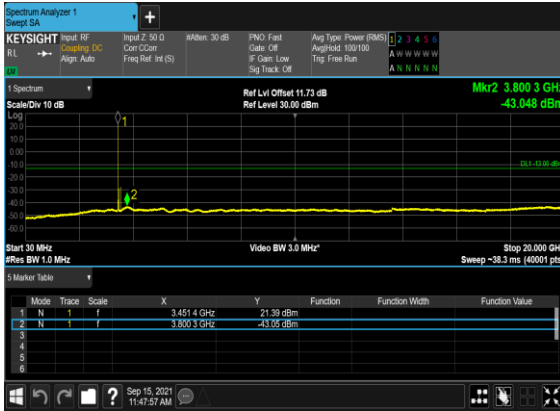 Spectrum Analyzer 1
Swept SA
+
KEYSIGHT Input: RF Input Z: 50 Ω #Atten: 30 dB PNO: Fast Avg Type: Power (RMS) 1 2 3 4 5 6
RL Coupling: DC Corr CCorr Gate: Off Avg|Hold: 100/100 A W W W W W
Align: Auto Freq Ref: Int (S) IF Gain: Low Trig: Free Run
Sig Track: Off A N N N N N
1 Spectrum Ref Lvl Offset 11.73 dB Mkr2 3.800 3 GHz
Scale/Div 10 dB Ref Level 30.00 dBm -43.048 dBm
Log
20.0
10.0
0.00
-10.0
-20.0
-30.0
-40.0
-50.0
-60.0
1
DL1 -13.00 dBm
2
Start 30 MHz Video BW 3.0 MHz* Stop 20.000 GHz
#Res BW 1.0 MHz Sweep ~38.3 ms (40001 pts)
5 Marker Table
Mode Trace Scale X Y Function Function Width Function Value
1 N 1 f 3.451 4 GHz 21.39 dBm
2 N 1 f 3.800 3 GHz -43.05 dBm
3
4
5
6
? Sep 15, 2021
11:47:57 AM